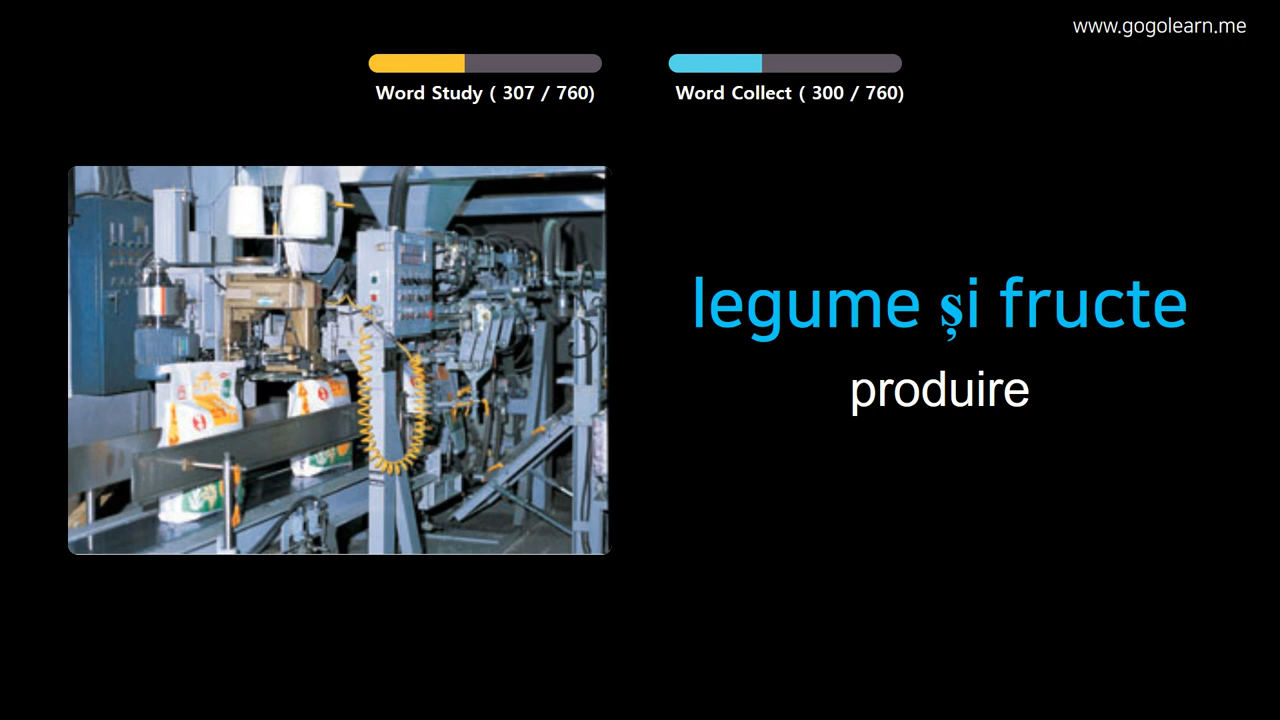 www.gogolearn.me
Word Study ( 307 / 760)
Word Collect ( 300 / 760)
legume și fructe
produire